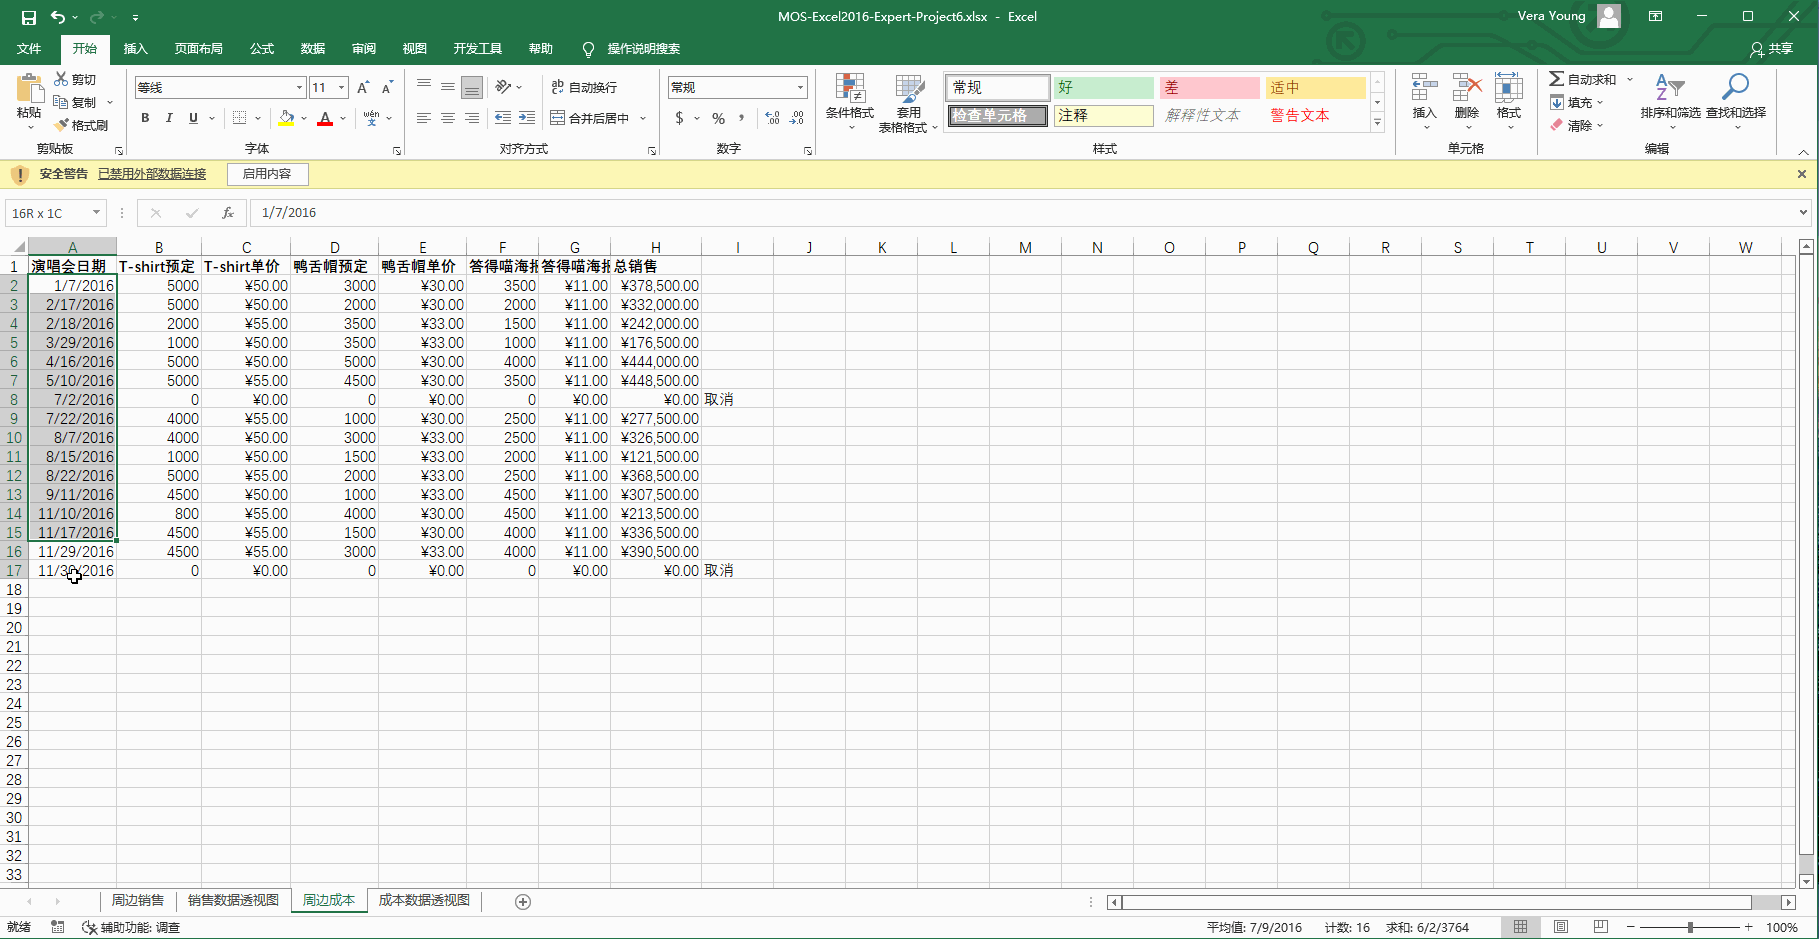 MOS-Excel2016-Expert-Project6.xlsx - Excel
Vera Young
文件 开始 插入 页面布局 公式 数据 审阅 视图 开发工具 帮助 操作说明搜索 共享
粘贴 剪切 复制 格式刷 剪贴板
等线 11 A A B I U A wén 字体
自动换行 合并后居中 对齐方式
常规 $ % 数字
条件格式 套用 表格格式
常规 好 差 适中
检查单元格 注释 解释性文本 警告文本
样式
插入 删除 格式 单元格
自动求和 填充 清除 排序和筛选 查找和选择 编辑
安全警告 已禁用外部数据连接 启用内容
16R x 1C fx 1/7/2016
A B C D E F G H I J K L M N O P Q R S T U V W
1 演唱会日期 T-shirt预定 T-shirt单价 鸭舌帽预定 鸭舌帽单价 答得喵海报 答得喵海报 总销售
2 1/7/2016 5000 ¥50.00 3000 ¥30.00 3500 ¥11.00 ¥378,500.00
3 2/17/2016 5000 ¥50.00 2000 ¥30.00 2000 ¥11.00 ¥332,000.00
4 2/18/2016 2000 ¥55.00 3500 ¥33.00 1500 ¥11.00 ¥242,000.00
5 3/29/2016 1000 ¥50.00 3500 ¥33.00 1000 ¥11.00 ¥176,500.00
6 4/16/2016 5000 ¥50.00 5000 ¥30.00 4000 ¥11.00 ¥444,000.00
7 5/10/2016 5000 ¥55.00 4500 ¥30.00 3500 ¥11.00 ¥448,500.00
8 7/2/2016 0 ¥0.00 0 ¥0.00 0 ¥0.00 ¥0.00 取消
9 7/22/2016 4000 ¥55.00 1000 ¥30.00 2500 ¥11.00 ¥277,500.00
10 8/7/2016 4000 ¥50.00 3000 ¥33.00 2500 ¥11.00 ¥326,500.00
11 8/15/2016 1000 ¥50.00 1500 ¥33.00 2000 ¥11.00 ¥121,500.00
12 8/22/2016 5000 ¥55.00 2000 ¥33.00 2500 ¥11.00 ¥368,500.00
13 9/11/2016 4500 ¥50.00 1000 ¥33.00 4500 ¥11.00 ¥307,500.00
14 11/10/2016 800 ¥55.00 4000 ¥30.00 4500 ¥11.00 ¥213,500.00
15 11/17/2016 4500 ¥55.00 1500 ¥30.00 4000 ¥11.00 ¥336,500.00
16 11/29/2016 4500 ¥55.00 3000 ¥33.00 4000 ¥11.00 ¥390,500.00
17 11/30/2016 0 ¥0.00 0 ¥0.00 0 ¥0.00 ¥0.00 取消
18
19
20
21
22
23
24
25
26
27
28
29
30
31
32
33
周边销售 销售数据透视图 周边成本 成本数据透视图
就绪 辅助功能: 调查 平均值: 7/9/2016 计数: 16 求和: 6/2/3764 100%